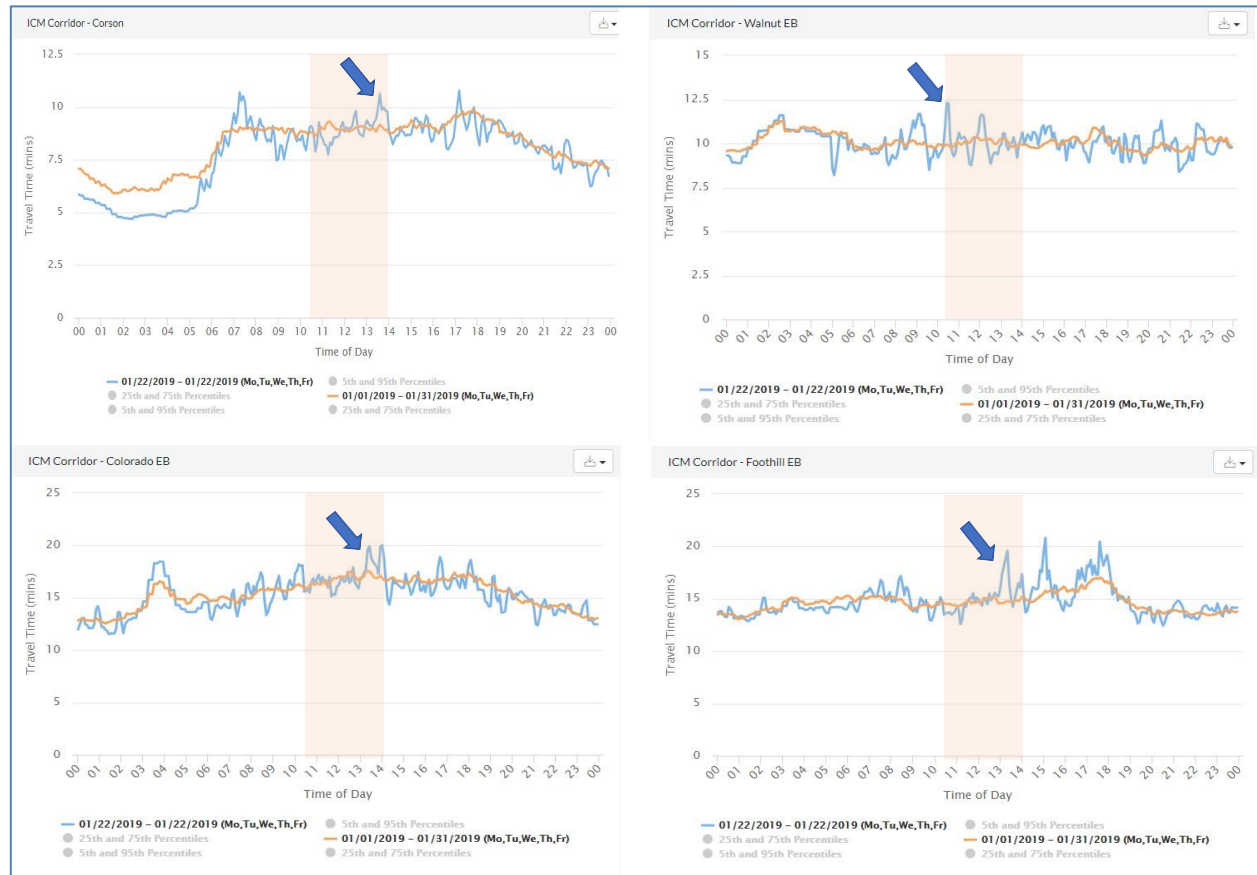 ICM Corridor - Corson
12.5
10
7.5
5
2.5
0
Travel Time (mins)
00 01 02 03 04 05 06 07 08 09 10 11 12 13 14 15 16 17 18 19 20 21 22 23 00
Time of Day
01/22/2019 - 01/22/2019 (Mo,Tu,We,Th,Fr) 5th and 95th Percentiles
25th and 75th Percentiles 01/01/2019 - 01/31/2019 (Mo,Tu,We,Th,Fr)
5th and 95th Percentiles 25th and 75th Percentiles
ICM Corridor - Walnut EB
15
12.5
10
7.5
5
2.5
0
Travel Time (mins)
00 01 02 03 04 05 06 07 08 09 10 11 12 13 14 15 16 17 18 19 20 21 22 23 00
Time of Day
01/22/2019 - 01/22/2019 (Mo,Tu,We,Th,Fr) 5th and 95th Percentiles
25th and 75th Percentiles 01/01/2019 - 01/31/2019 (Mo,Tu,We,Th,Fr)
5th and 95th Percentiles 25th and 75th Percentiles
ICM Corridor - Colorado EB
25
20
15
10
5
0
Travel Time (mins)
00 01 02 03 04 05 06 07 08 09 10 11 12 13 14 15 16 17 18 19 20 21 22 23 00
Time of Day
01/22/2019 - 01/22/2019 (Mo,Tu,We,Th,Fr) 5th and 95th Percentiles
25th and 75th Percentiles 01/01/2019 - 01/31/2019 (Mo,Tu,We,Th,Fr)
5th and 95th Percentiles 25th and 75th Percentiles
ICM Corridor - Foothill EB
25
20
15
10
5
0
Travel Time (mins)
00 01 02 03 04 05 06 07 08 09 10 11 12 13 14 15 16 17 18 19 20 21 22 23 00
Time of Day
01/22/2019 - 01/22/2019 (Mo,Tu,We,Th,Fr) 5th and 95th Percentiles
25th and 75th Percentiles 01/01/2019 - 01/31/2019 (Mo,Tu,We,Th,Fr)
5th and 95th Percentiles 25th and 75th Percentiles